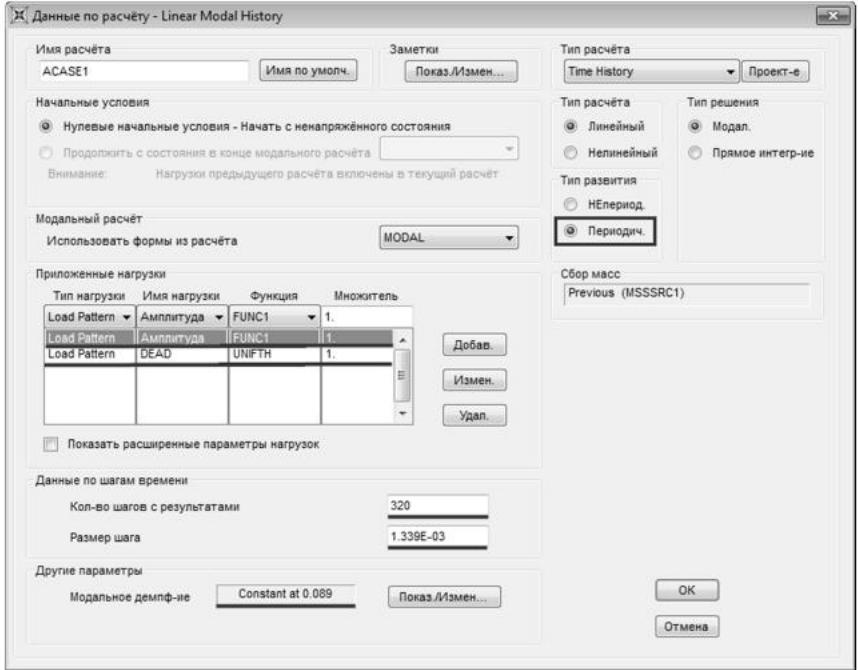 Данные по расчёту - Linear Modal History
Имя расчёта
ACASE1
Имя по умолч.
Заметки
Показ./Измен...
Тип расчёта
Time History
Проект-е
Начальные условия
Нулевые начальные условия - Начать с ненапряжённого состояния
Продолжить с состояния в конце модального расчёта
Внимание: Нагрузки предыдущего расчёта включены в текущий расчёт
Тип расчёта
Линейный
Нелинейный
Тип решения
Модал.
Прямое интегр-ие
Тип развития
НЕпериод.
Периодич.
Модальный расчёт
Использовать формы из расчёта
MODAL
Приложенные нагрузки
Тип нагрузки Имя нагрузки Функция Множитель
Load Pattern Амплитуда FUNC1 1.
Load Pattern Амплитуда FUNC1 1.
Load Pattern DEAD UNIFTH 1.
Добав.
Измен.
Удал.
Показать расширенные параметры нагрузок
Сбор масс
Previous (MSSSRC1)
Данные по шагам времени
Кол-во шагов с результатами 320
Размер шага 1.339E-03
Другие параметры
Модальное демпф-ие Constant at 0.089 Показ./Измен...
OK
Отмена